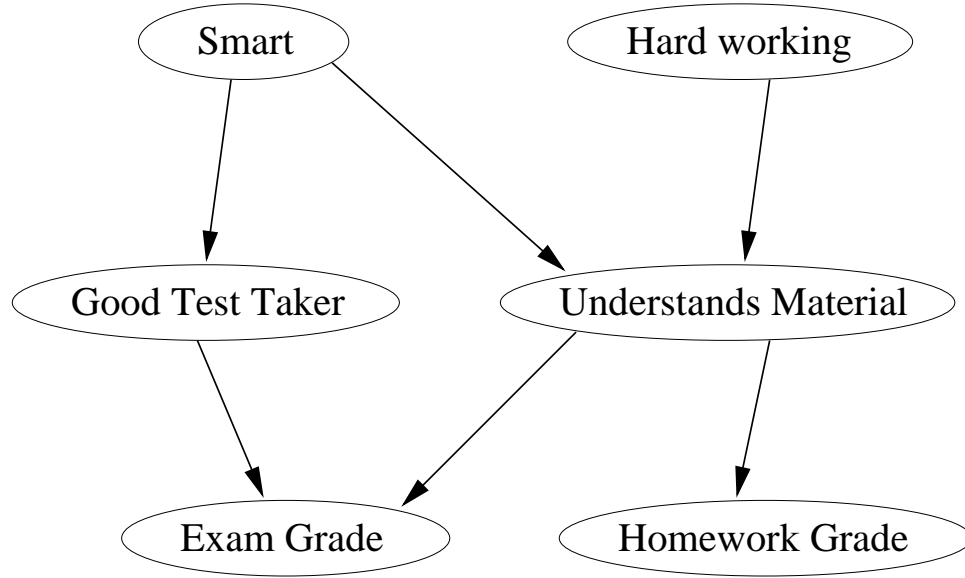 Smart
Hard working
Good Test Taker
Understands Material
Exam Grade
Homework Grade